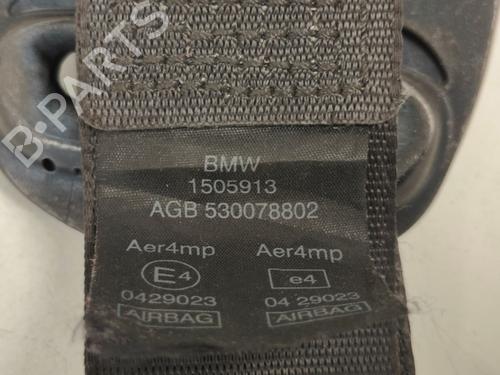 B-PARTS
BMW
1505913
AGB 530078802
Aer4mp Aer4mp
E4 e4
0429023 04 29023
AIRBAG AIRBAG